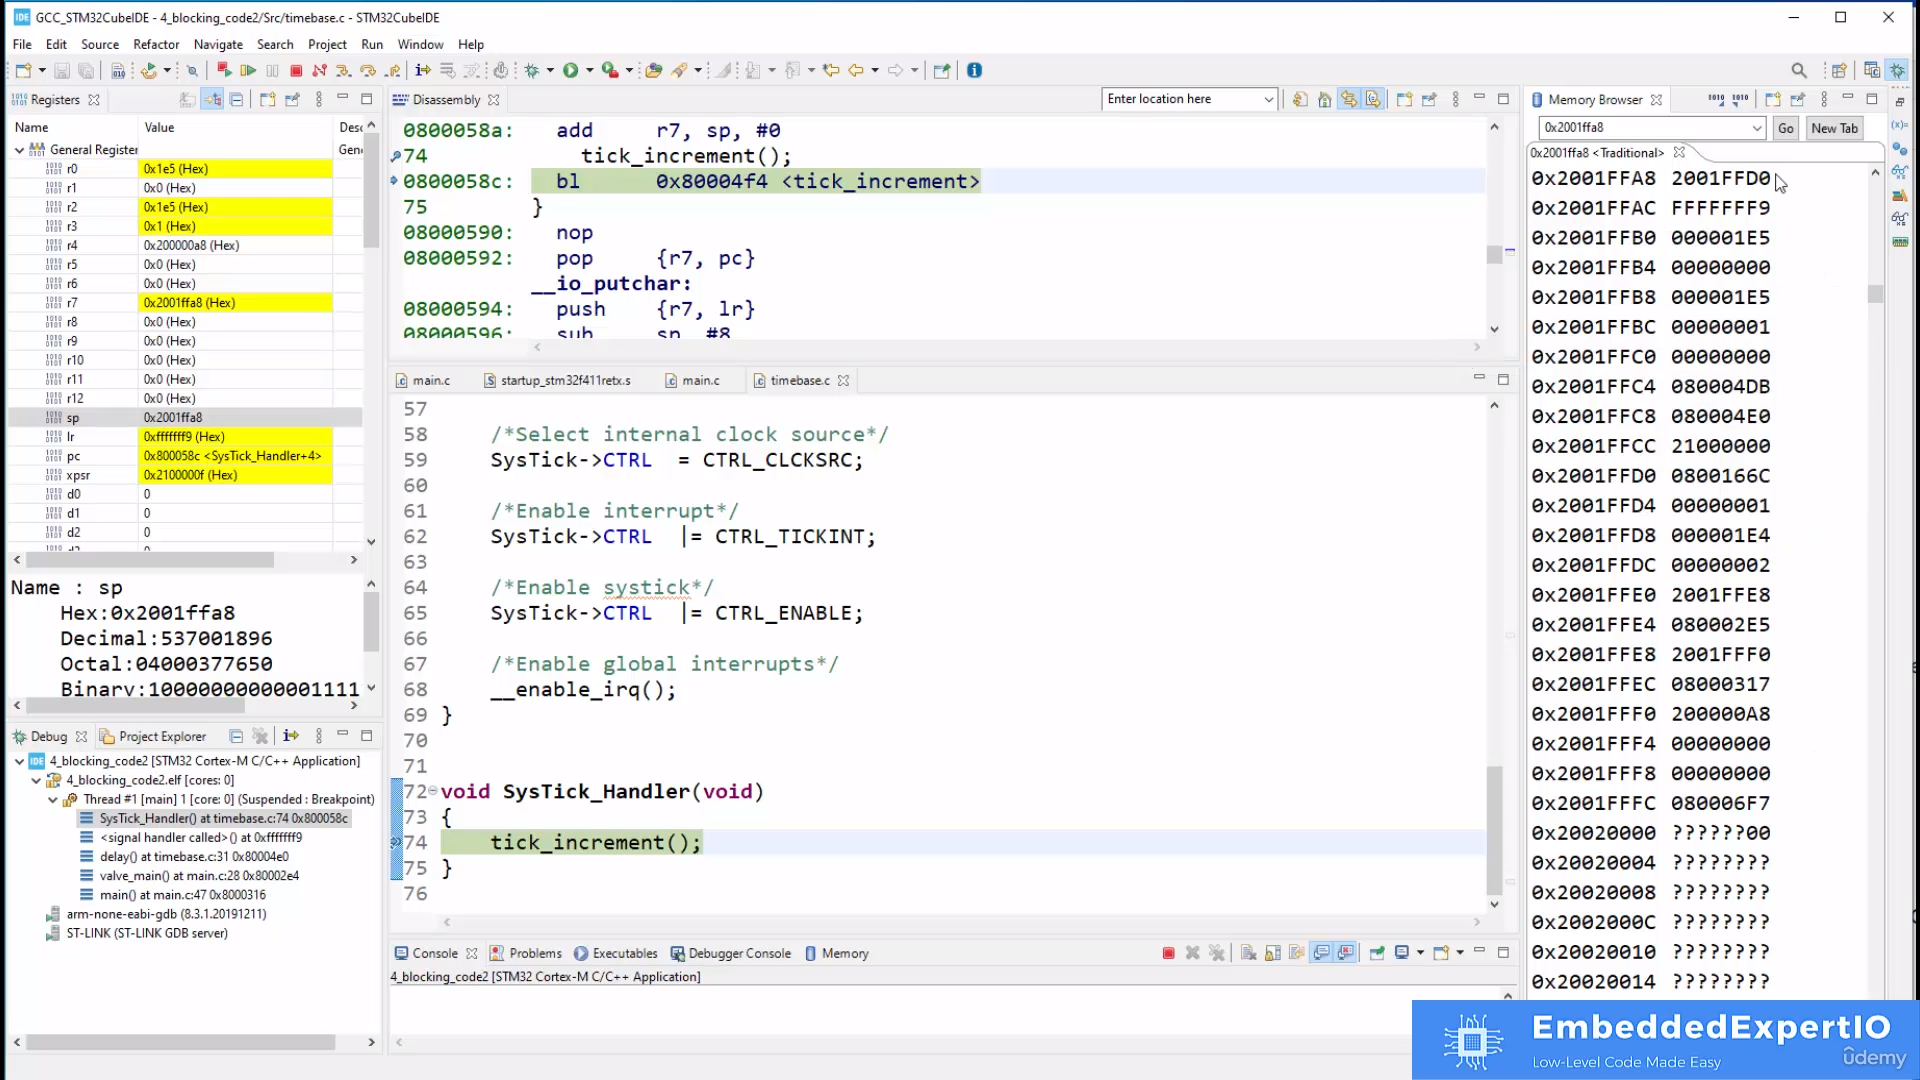 IDE GCC_STM32CubeIDE - 4_blocking_code2/Src/timebase.c - STM32CubeIDE
File Edit Source Refactor Navigate Search Project Run Window Help
Registers
Name Value Desc
General Register Gene
r0 0x1e5 (Hex)
r1 0x0 (Hex)
r2 0x1e5 (Hex)
r3 0x1 (Hex)
r4 0x200000a8 (Hex)
r5 0x0 (Hex)
r6 0x0 (Hex)
r7 0x2001ffa8 (Hex)
r8 0x0 (Hex)
r9 0x0 (Hex)
r10 0x0 (Hex)
r11 0x0 (Hex)
r12 0x0 (Hex)
sp 0x2001ffa8
lr 0xfffffff9 (Hex)
pc 0x800058c <SysTick_Handler+4>
xpsr 0x2100000f (Hex)
d0 0
d1 0
d2 0
Name : sp
Hex:0x2001ffa8
Decimal:537001896
Octal:04000377650
Binary:10000000000001111
Debug Project Explorer
IDE 4_blocking_code2 [STM32 Cortex-M C/C++ Application]
4_blocking_code2.elf [cores: 0]
Thread #1 [main] 1 [core: 0] (Suspended : Breakpoint)
SysTick_Handler() at timebase.c:74 0x800058c
<signal handler called>() at 0xfffffff9
delay() at timebase.c:31 0x80004e0
valve_main() at main.c:28 0x80002e4
main() at main.c:47 0x8000316
arm-none-eabi-gdb (8.3.1.20191211)
ST-LINK (ST-LINK GDB server)
Disassembly Enter location here
0800058a: add r7, sp, #0
74 tick_increment();
0800058c: bl 0x80004f4 <tick_increment>
75 }
08000590: nop
08000592: pop {r7, pc}
__io_putchar:
08000594: push {r7, lr}
08000596: sub sp, #8
main.c startup_stm32f411retx.s main.c timebase.c
57
58 /*Select internal clock source*/
59 SysTick->CTRL = CTRL_CLCKSRC;
60
61 /*Enable interrupt*/
62 SysTick->CTRL |= CTRL_TICKINT;
63
64 /*Enable systick*/
65 SysTick->CTRL |= CTRL_ENABLE;
66
67 /*Enable global interrupts*/
68 __enable_irq();
69 }
70
71
72 void SysTick_Handler(void)
73 {
74 tick_increment();
75 }
76
Console Problems Executables Debugger Console Memory
4_blocking_code2 [STM32 Cortex-M C/C++ Application]
Memory Browser
0x2001ffa8 Go New Tab
0x2001ffa8 <Traditional>
0x2001FFA8 2001FFD0
0x2001FFAC FFFFFFF9
0x2001FFB0 000001E5
0x2001FFB4 00000000
0x2001FFB8 000001E5
0x2001FFBC 00000001
0x2001FFC0 00000000
0x2001FFC4 080004DB
0x2001FFC8 080004E0
0x2001FFCC 21000000
0x2001FFD0 0800166C
0x2001FFD4 00000001
0x2001FFD8 000001E4
0x2001FFDC 00000002
0x2001FFE0 2001FFE8
0x2001FFE4 080002E5
0x2001FFE8 2001FFF0
0x2001FFEC 08000317
0x2001FFF0 200000A8
0x2001FFF4 00000000
0x2001FFF8 00000000
0x2001FFFC 080006F7
0x20020000 ??????00
0x20020004 ????????
0x20020008 ????????
0x2002000C ????????
0x20020010 ????????
0x20020014 ????????
EmbeddedExpertIO
Low-Level Code Made Easy
ûdemy